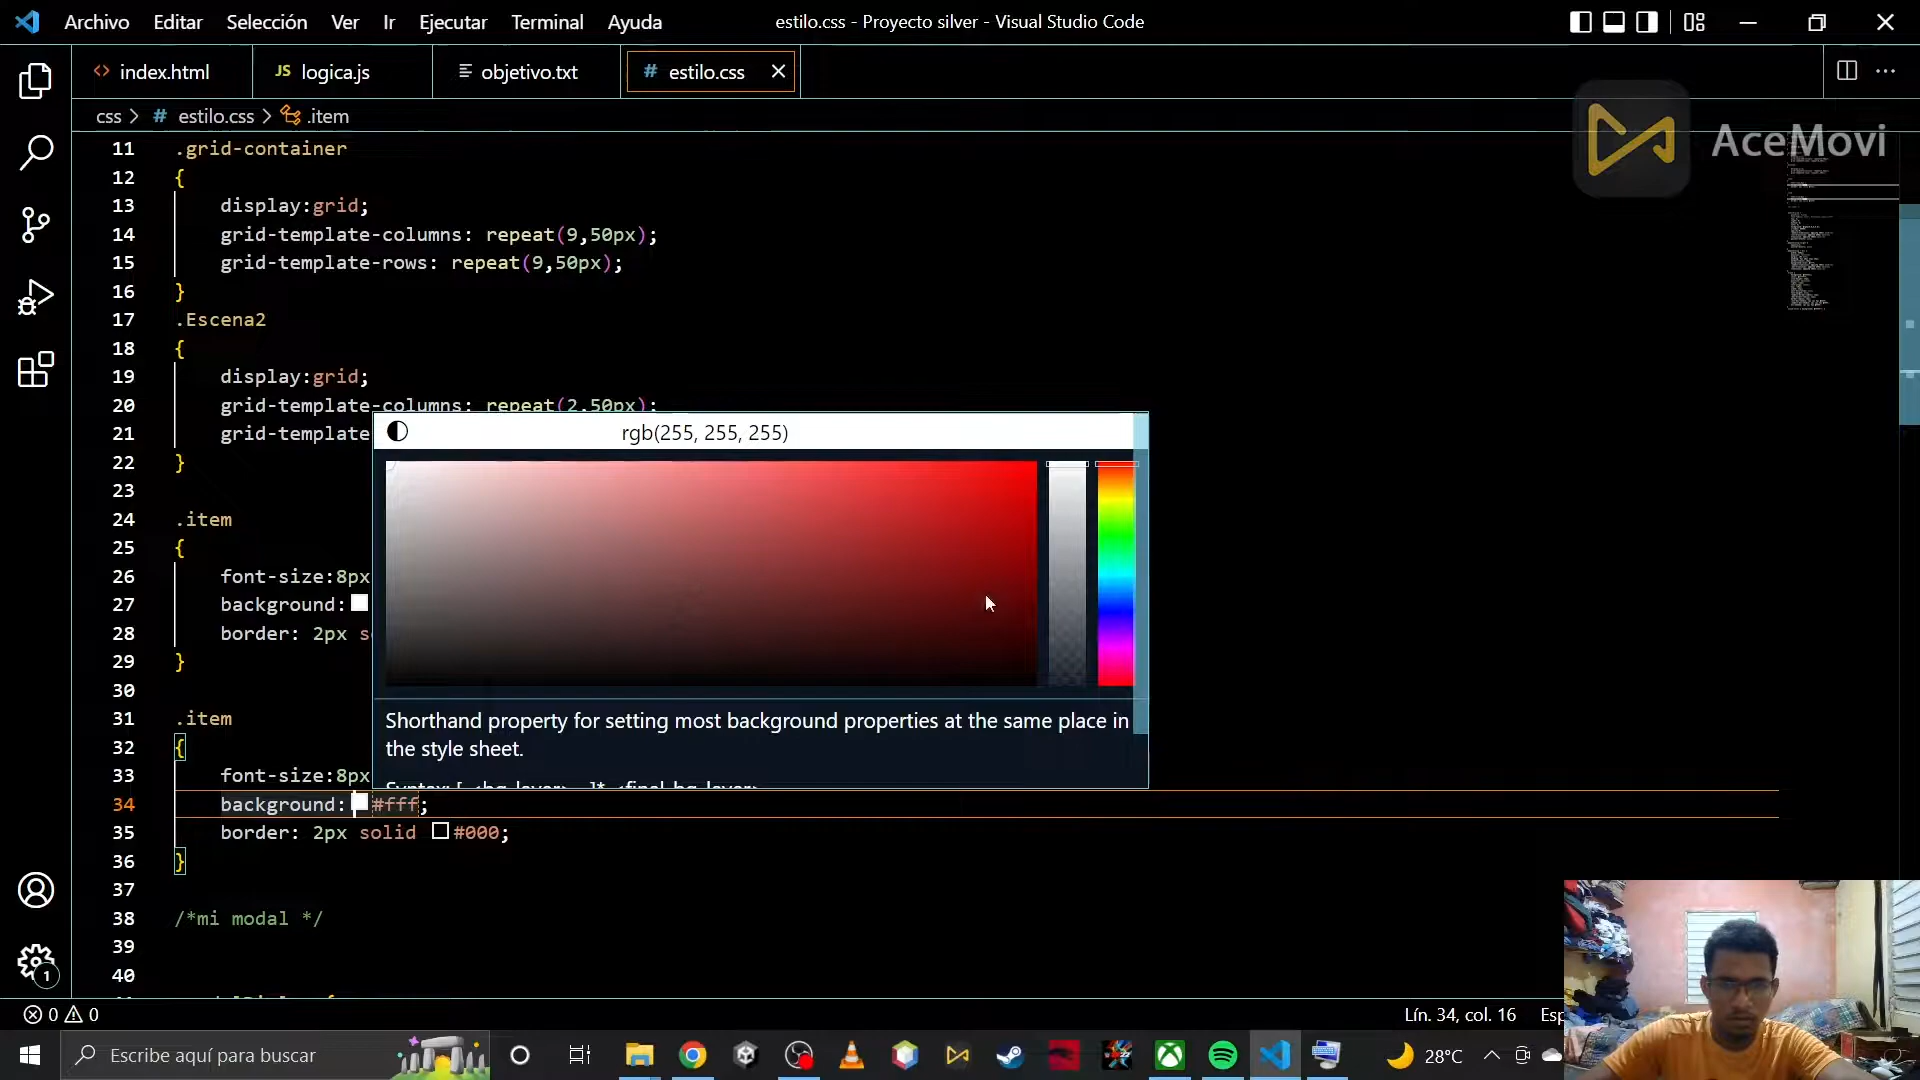 Archivo Editar Selección Ver Ir Ejecutar Terminal Ayuda
estilo.css - Proyecto silver - Visual Studio Code
<> index.html
JS logica.js
objetivo.txt
# estilo.css
css > # estilo.css > .item
AceMovi
11 .grid-container
12 {
13 display:grid;
14 grid-template-columns: repeat(9,50px);
15 grid-template-rows: repeat(9,50px);
16 }
17 .Escena2
18 {
19 display:grid;
20 grid-template-columns: repeat(2,50px);
21 grid-template
22 }
23
24 .item
25 {
26 font-size:8px
27 background:
28 border: 2px so
29 }
30
31 .item
32 {
33 font-size:8px
34 background: #fff;
35 border: 2px solid #000;
36 }
37
38 /*mi modal */
39
40
rgb(255, 255, 255)
Shorthand property for setting most background properties at the same place in
the style sheet.
1
0 0
Lín. 34, col. 16 Esp
Escribe aquí para buscar
28°C